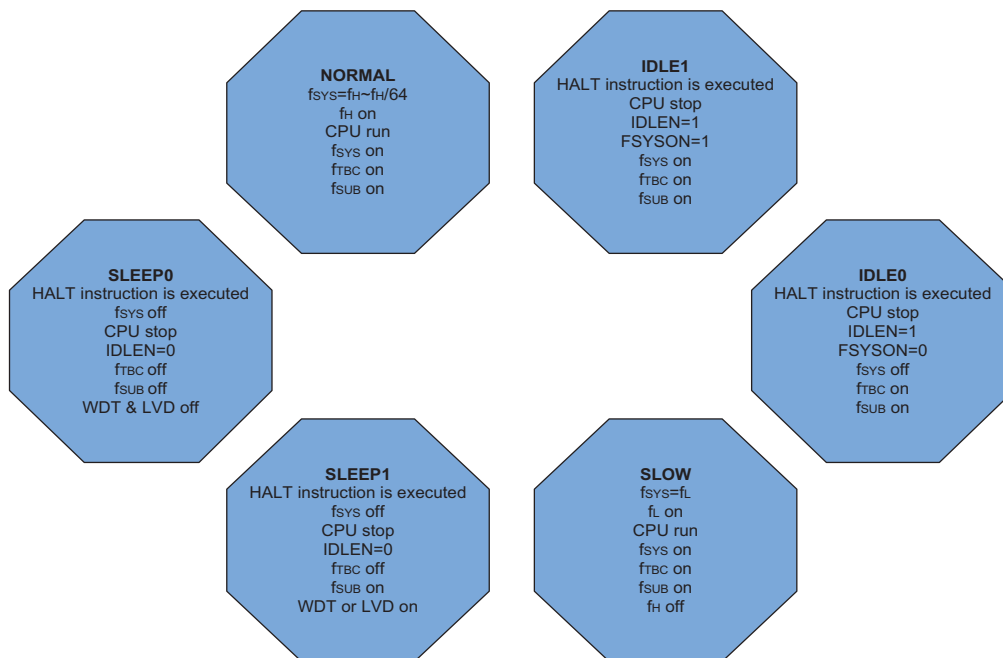 NORMAL
fSYS=fH~fH/64
fH on
CPU run
fSYS on
fTBC on
fSUB on
IDLE1
HALT instruction is executed
CPU stop
IDLEN=1
FSYSON=1
fSYS on
fTBC on
fSUB on
SLEEP0
HALT instruction is executed
fSYS off
CPU stop
IDLEN=0
fTBC off
fSUB off
WDT & LVD off
IDLE0
HALT instruction is executed
CPU stop
IDLEN=1
FSYSON=0
fSYS off
fTBC on
fSUB on
SLEEP1
HALT instruction is executed
fSYS off
CPU stop
IDLEN=0
fTBC off
fSUB on
WDT or LVD on
SLOW
fSYS=fL
fL on
CPU run
fSYS on
fTBC on
fSUB on
fH off